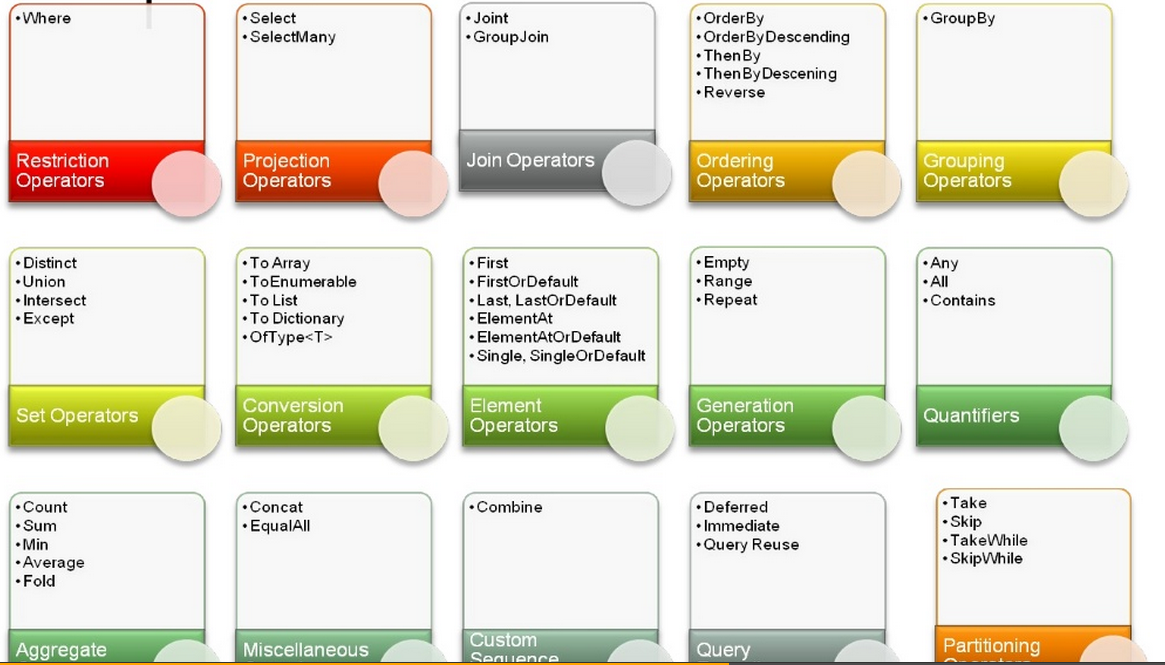 • Where
Restriction
Operators
• Select
• SelectMany
Projection
Operators
• Joint
• GroupJoin
Join Operators
• OrderBy
• OrderByDescending
• ThenBy
• ThenByDescening
• Reverse
Ordering
Operators
• GroupBy
Grouping
Operators
• Distinct
• Union
• Intersect
• Except
Set Operators
• To Array
• ToEnumerable
• To List
• To Dictionary
• OfType<T>
Conversion
Operators
• First
• FirstOrDefault
• Last, LastOrDefault
• ElementAt
• ElementAtOrDefault
• Single, SingleOrDefault
Element
Operators
• Empty
• Range
• Repeat
Generation
Operators
• Any
• All
• Contains
Quantifiers
• Count
• Sum
• Min
• Average
• Fold
Aggregate
• Concat
• EqualAll
Miscellaneous
• Combine
Custom
Sequence
• Deferred
• Immediate
• Query Reuse
Query
• Take
• Skip
• TakeWhile
• SkipWhile
Partitioning
Operators